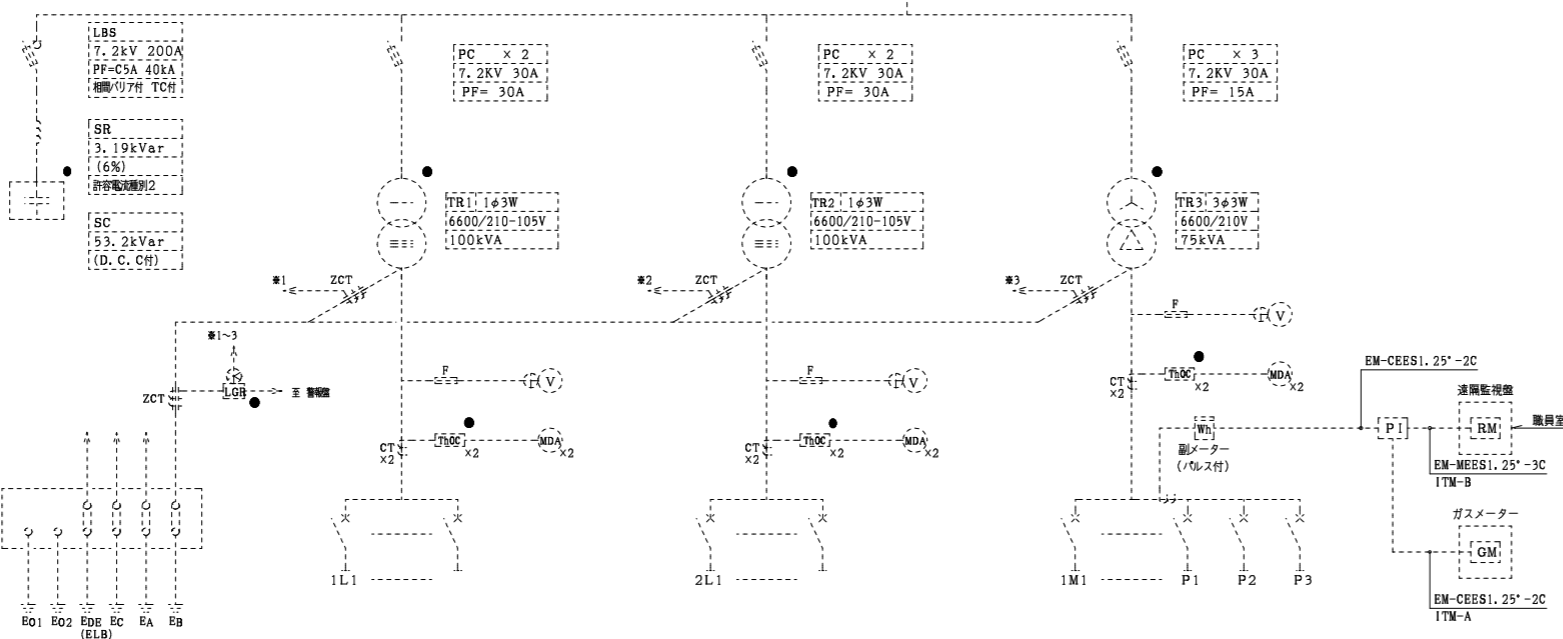 LBS
7.2kV 200A
PF=C5A 40kA
相間バリア付 TC付
SR
3.19kVar
(6%)
許容電流種別2
SC
53.2kVar
(D.C.C付)
PC × 2
7.2KV 30A
PF= 30A
PC × 2
7.2KV 30A
PF= 30A
PC × 3
7.2KV 30A
PF= 15A
TR1 1φ3W
6600/210-105V
100kVA
TR2 1φ3W
6600/210-105V
100kVA
TR3 3φ3W
6600/210V
75kVA
※1 ZCT
※2 ZCT
※3 ZCT
※1~3
ZCT
LGR
至 警報盤
F
V
F
V
F
V
CT
×2
ThOC
×2
MDA
×2
CT
×2
ThOC
×2
MDA
×2
CT
×2
ThOC
×2
MDA
×2
Wh
副メーター
(パルス付)
EM-CEES1.25°-2C
PI
遠隔監視盤
RM
職員室
EM-MEES1.25°-3C
ITM-B
ガスメーター
GM
EM-CEES1.25°-2C
ITM-A
1L1
2L1
1M1
P1
P2
P3
EO1
EO2
EDE
(ELB)
EC
EA
EB